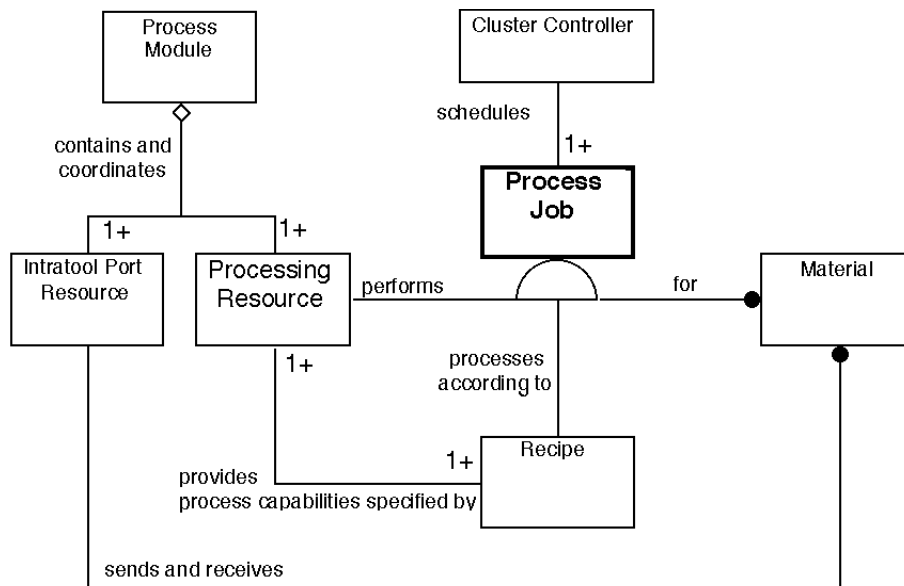 Process
Module
Cluster Controller
schedules
1+
contains and
coordinates
Process
Job
1+
1+
Intratool Port
Resource
Processing
Resource
performs
for
Material
1+
processes
according to
1+
Recipe
provides
process capabilities specified by
sends and receives